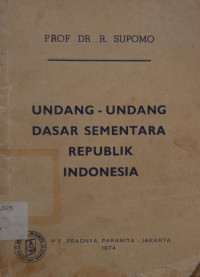 PROF DR R. SUPOMO
UNDANG - UNDANG
DASAR SEMENTARA
REPUBLIK
INDONESIA
PRADNYA PARAMITA - JAKARTA
1974